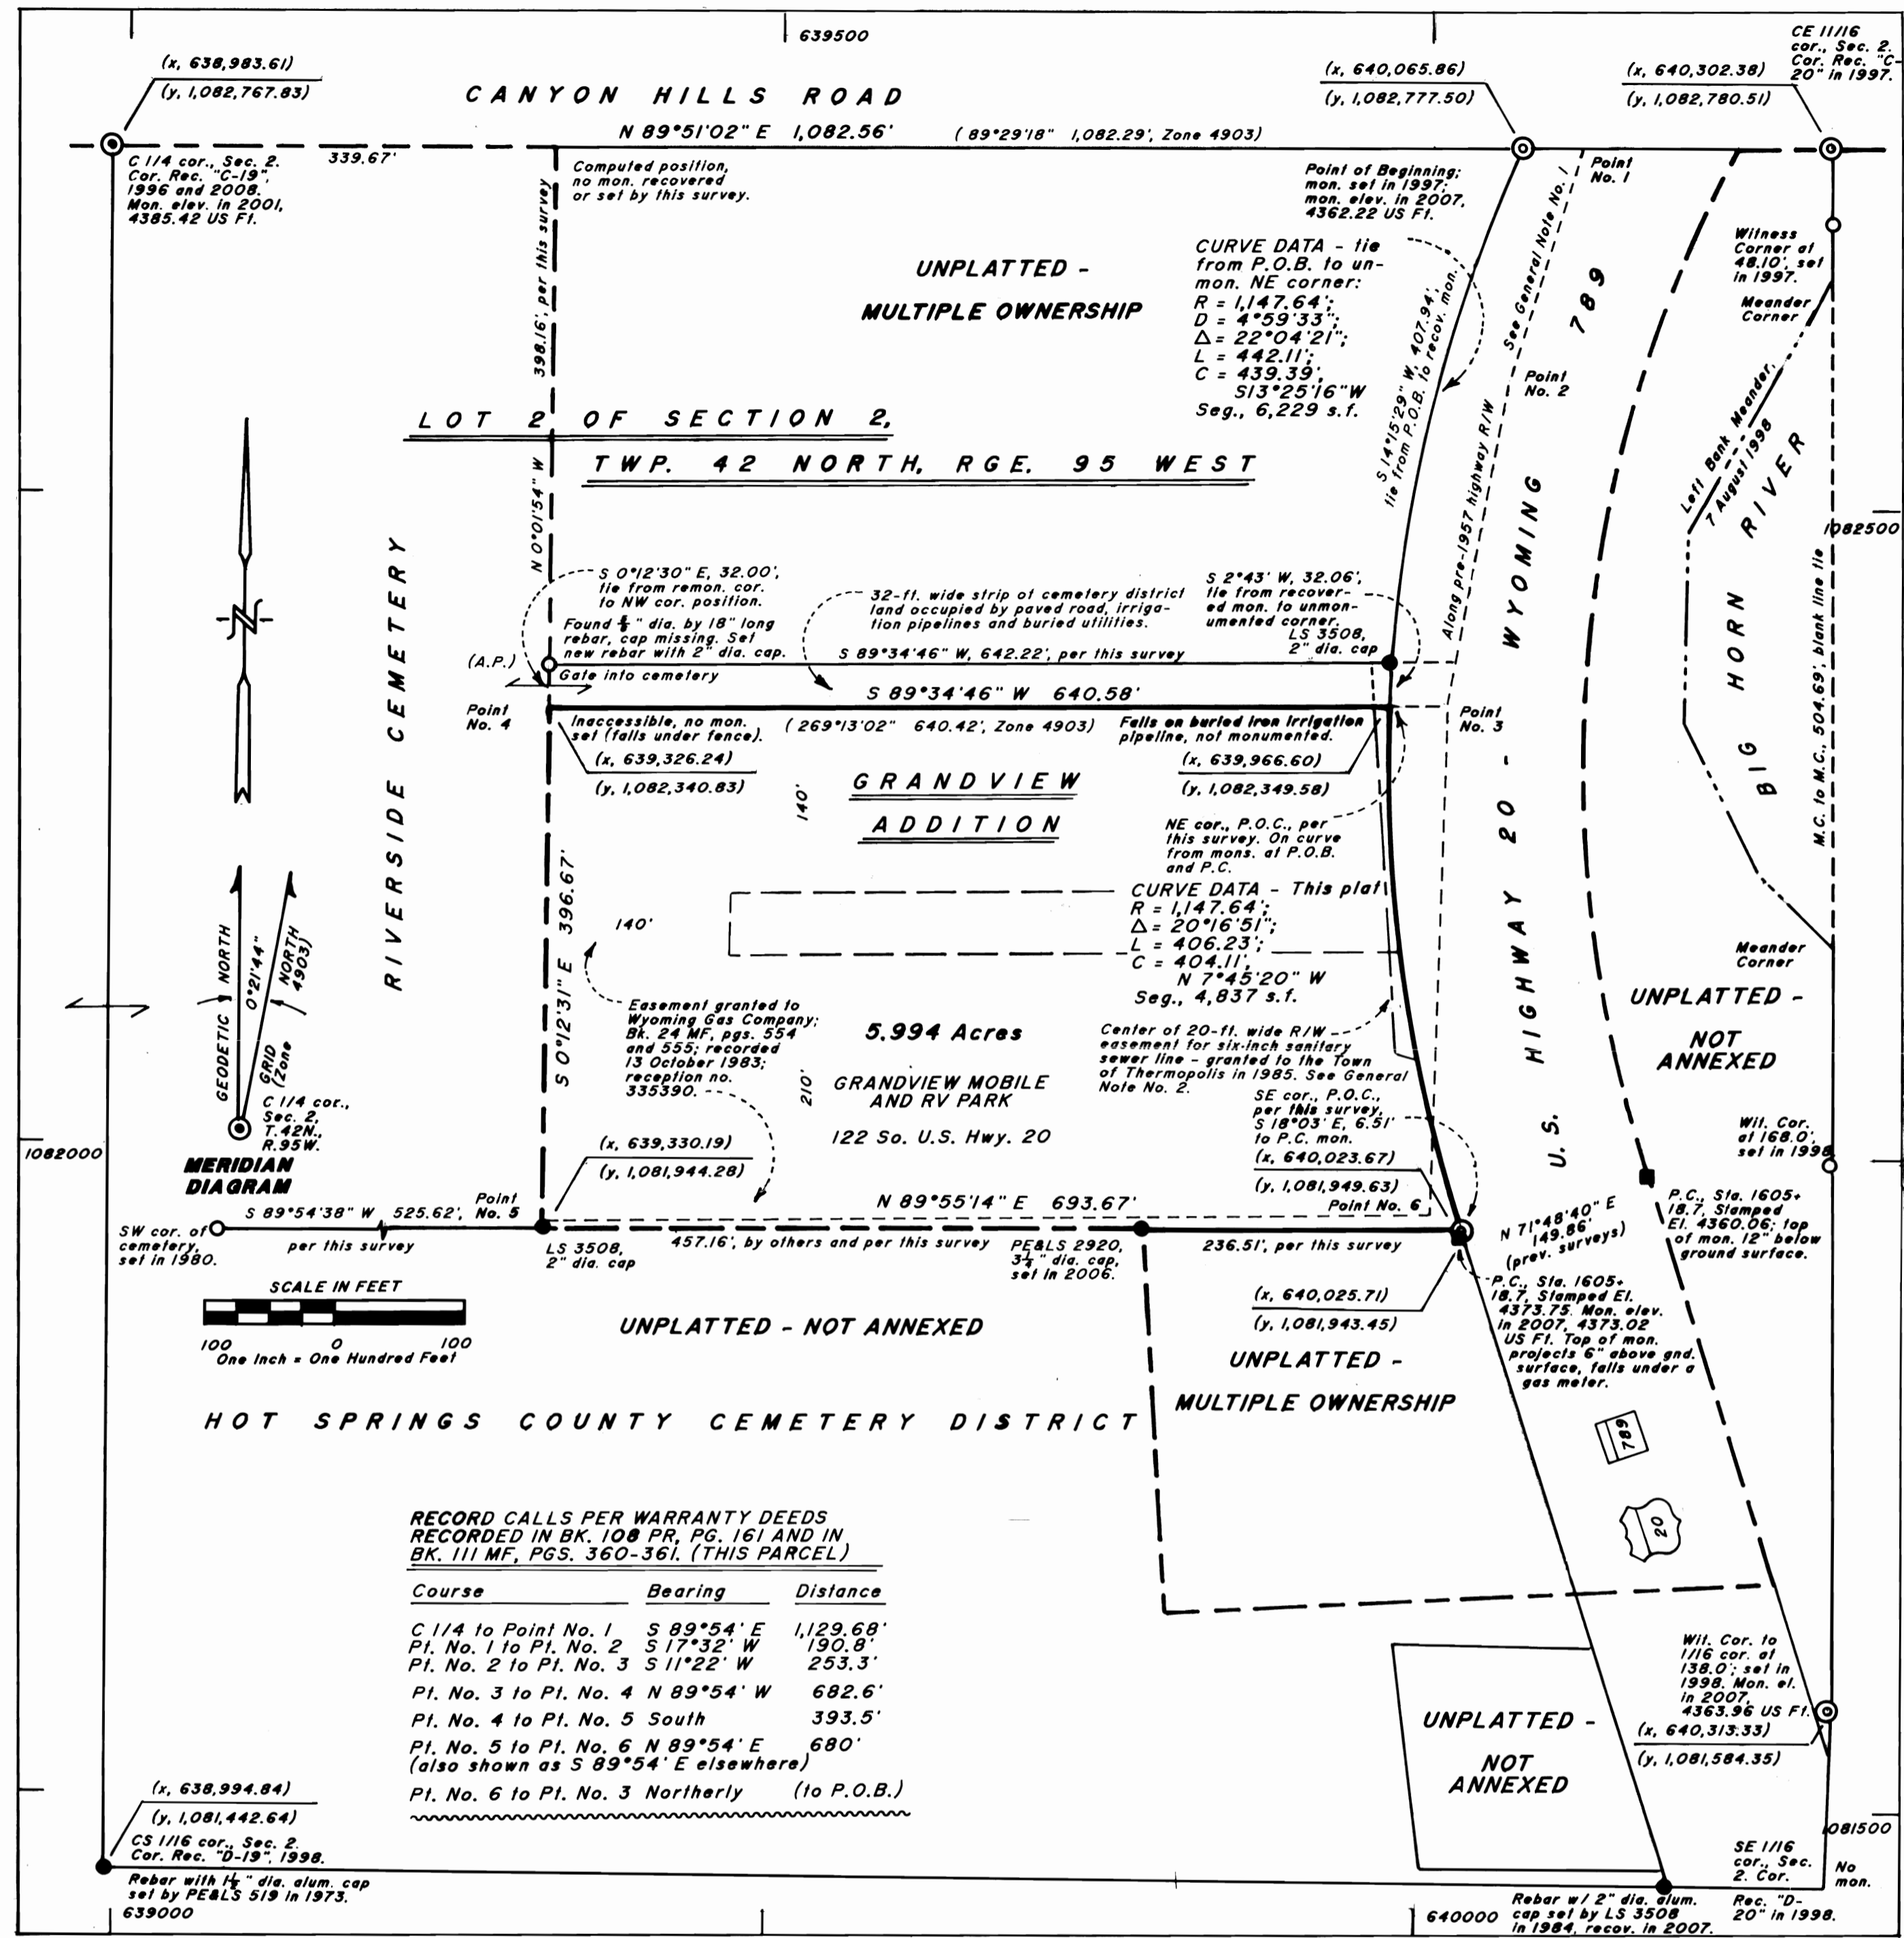 639500
(x, 638,983.61)
(y, 1,082,767.83)
CANYON HILLS ROAD
N 89°51'02" E 1,082.56' (89°29'18" 1,082.29', Zone 4903)
(x, 640,065.86)
(y, 1,082,777.50)
(x, 640,302.38)
(y, 1,082,780.51)
CE 11/16
cor., Sec. 2.
Cor. Rec. "C-
20" in 1997.
C 1/4 cor., Sec. 2.
Cor. Rec. "C-19",
1996 and 2008.
Mon. elev. in 2001,
4385.42 US Ft.
339.67'
Computed position,
no mon. recovered
or set by this survey.
398.16', per this survey
N 0°01'54" W
Point of Beginning;
mon. set in 1997;
mon. elev. in 2007,
4362.22 US Ft.
Point
No. 1
UNPLATTED -
MULTIPLE OWNERSHIP
CURVE DATA - tie
from P.O.B. to un-
mon. NE corner:
R = 1,147.64';
D = 4°59'33";
Δ = 22°04'21";
L = 442.11';
C = 439.39',
S13°25'16"W
Seg., 6,229 s.f.
S 14°15'29" W, 407.94',
tie from P.O.B. to recov. mon.
See General Note No. 1
Along pre-1957 highway R/W
Point
No. 2
Witness
Corner at
48.10', set
in 1997.
Meander
Corner
Left Bank Meander,
7 August 1998
BIG HORN RIVER
1082500
M.C. to M.C., 504.69'; blank line tie
U.S. HIGHWAY 20 - WYOMING 789
LOT 2 OF SECTION 2,
TWP. 42 NORTH, RGE. 95 WEST
RIVERSIDE CEMETERY
N
S 0°12'30" E, 32.00',
tie from remon. cor.
to NW cor. position.
Found 5/8" dia. by 18" long
rebar, cap missing. Set
new rebar with 2" dia. cap.
(A.P.)
Gate into cemetery
32-ft. wide strip of cemetery district
land occupied by paved road, irriga-
tion pipelines and buried utilities.
S 2°43' W, 32.06',
tie from recover-
ed mon. to unmon-
umented corner.
LS 3508,
2" dia. cap
S 89°34'46" W, 642.22', per this survey
S 89°34'46" W 640.58'
Point
No. 4
Inaccessible, no mon.
set (falls under fence).
(269°13'02" 640.42', Zone 4903)
Falls on buried iron irrigation
pipeline, not monumented.
Point
No. 3
(x, 639,326.24)
(y, 1,082,340.83)
(x, 639,966.60)
(y, 1,082,349.58)
GRANDVIEW
ADDITION
140'
NE cor., P.O.C., per
this survey. On curve
from mons. at P.O.B.
and P.C.
CURVE DATA - This plat
R = 1,147.64';
Δ = 20°16'51";
L = 406.23';
C = 404.11',
N 7°45'20" W
Seg., 4,837 s.f.
S 0°12'31" E 396.67'
140'
Easement granted to
Wyoming Gas Company;
Bk. 24 MF, pgs. 554
and 555; recorded
13 October 1983;
reception no.
335390.
5.994 Acres
GRANDVIEW MOBILE
AND RV PARK
122 So. U.S. Hwy. 20
210'
Center of 20-ft. wide R/W
easement for six-inch sanitary
sewer line - granted to the Town
of Thermopolis in 1985. See General
Note No. 2.
SE cor., P.O.C.,
per this survey,
S 18°03' E, 6.51'
to P.C. mon.
(x, 640,023.67)
(y, 1,081,949.63)
Point No. 6
Meander
Corner
UNPLATTED -
NOT
ANNEXED
Wit. Cor.
at 168.0',
set in 1998
GEODETIC NORTH
0°21'44"
GRID NORTH
(Zone 4903)
C 1/4 cor.,
Sec. 2,
T.42N.,
R.95W.
MERIDIAN
DIAGRAM
1082000
(x, 639,330.19)
(y, 1,081,944.28)
N 89°55'14" E 693.67'
S 89°54'38" W 525.62',
per this survey
Point
No. 5
SW cor. of
cemetery,
set in 1980.
LS 3508,
2" dia. cap
457.16', by others and per this survey
PE&LS 2920,
3 1/4" dia. cap,
set in 2006.
236.51', per this survey
N 71°48'40" E
149.86'
(prev. surveys)
P.C., Sta. 1605+
18.7, Stamped
El. 4360.06; top
of mon. 12" below
ground surface.
P.C., Sta. 1605+
18.7, Stamped El.
4373.75. Mon. elev.
in 2007, 4373.02
US Ft. Top of mon.
projects 6" above gnd.
surface, falls under a
gas meter.
(x, 640,025.71)
(y, 1,081,943.45)
SCALE IN FEET
100 0 100
One Inch = One Hundred Feet
UNPLATTED - NOT ANNEXED
UNPLATTED -
MULTIPLE OWNERSHIP
HOT SPRINGS COUNTY CEMETERY DISTRICT
789
20
RECORD CALLS PER WARRANTY DEEDS
RECORDED IN BK. 108 PR, PG. 161 AND IN
BK. 111 MF, PGS. 360-361. (THIS PARCEL)
Course Bearing Distance
C 1/4 to Point No. 1 S 89°54' E 1,129.68'
Pt. No. 1 to Pt. No. 2 S 17°32' W 190.8'
Pt. No. 2 to Pt. No. 3 S 11°22' W 253.3'
Pt. No. 3 to Pt. No. 4 N 89°54' W 682.6'
Pt. No. 4 to Pt. No. 5 South 393.5'
Pt. No. 5 to Pt. No. 6 N 89°54' E 680'
(also shown as S 89°54' E elsewhere)
Pt. No. 6 to Pt. No. 3 Northerly (to P.O.B.)
UNPLATTED -
NOT
ANNEXED
Wit. Cor. to
1/16 cor. at
138.0'; set in
1998. Mon. el.
in 2007,
4363.96 US Ft.
(x, 640,313.33)
(y, 1,081,584.35)
(x, 638,994.84)
(y, 1,081,442.64)
CS 1/16 cor., Sec. 2.
Cor. Rec. "D-19", 1998.
Rebar with 1 1/2" dia. alum. cap
set by PE&LS 519 in 1973.
639000
640000
Rebar w/ 2" dia. alum.
cap set by LS 3508
in 1984, recov. in 2007.
SE 1/16
cor., Sec.
2. Cor.
Rec. "D-
20" in 1998.
No
mon.
1081500